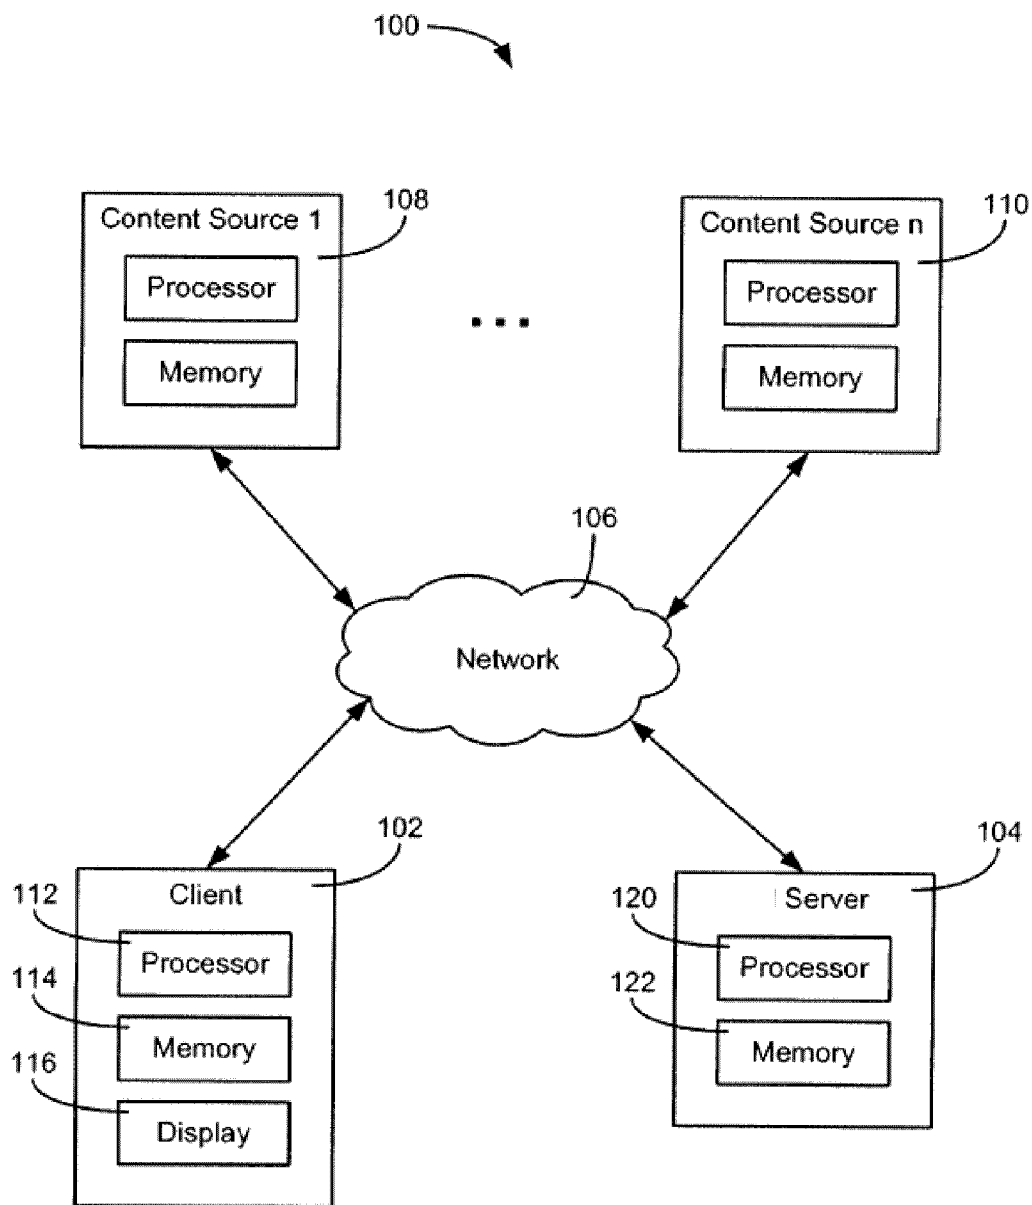 100
Content Source 1
108
Processor
Memory
Content Source n
110
Processor
Memory
...
106
Network
102
Client
112
Processor
114
Memory
116
Display
104
Server
120
Processor
122
Memory